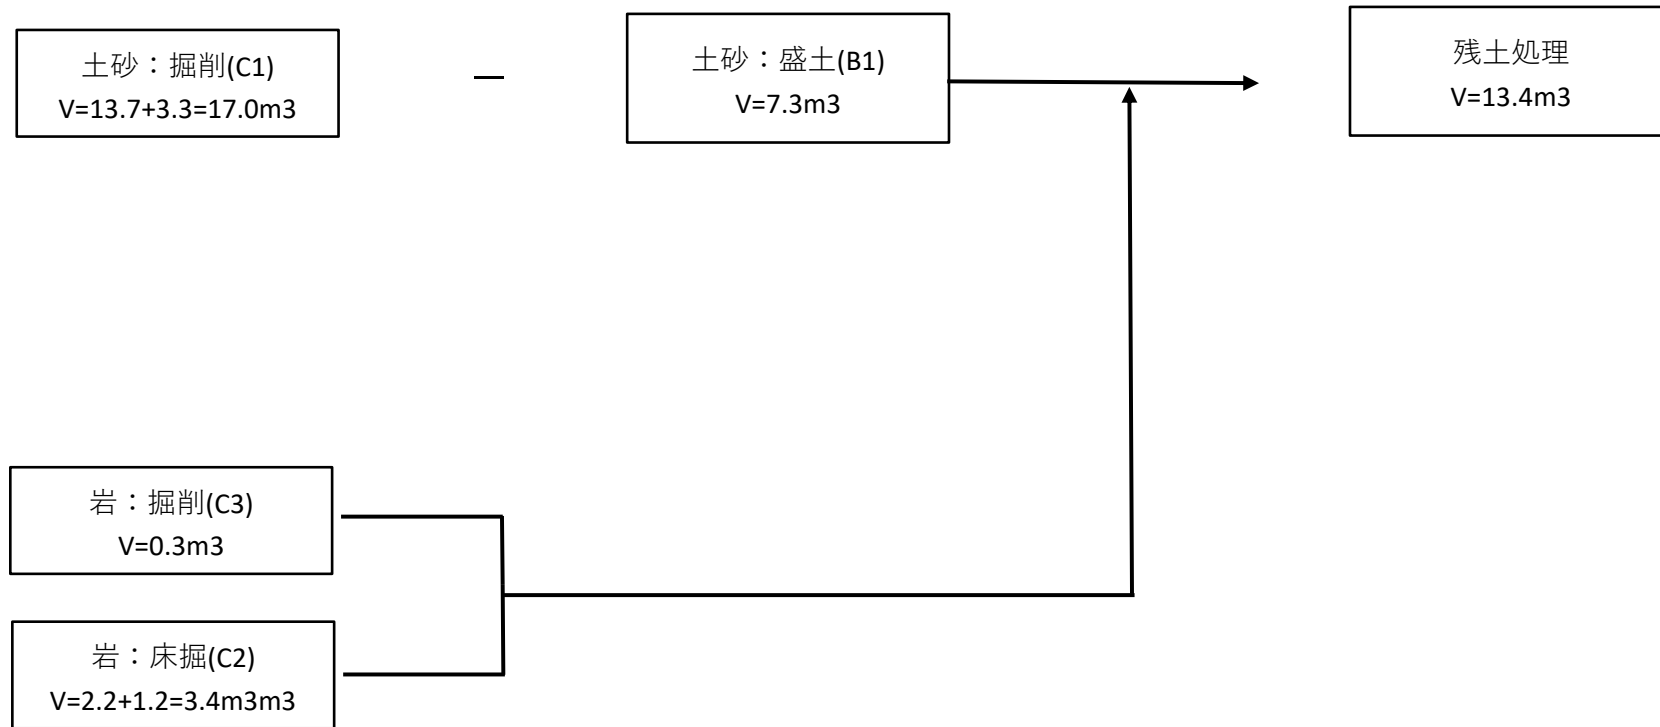 土砂：掘削(C1)
V=13.7+3.3=17.0m3
―
土砂：盛土(B1)
V=7.3m3
残土処理
V=13.4m3
岩：掘削(C3)
V=0.3m3
岩：床掘(C2)
V=2.2+1.2=3.4m3m3